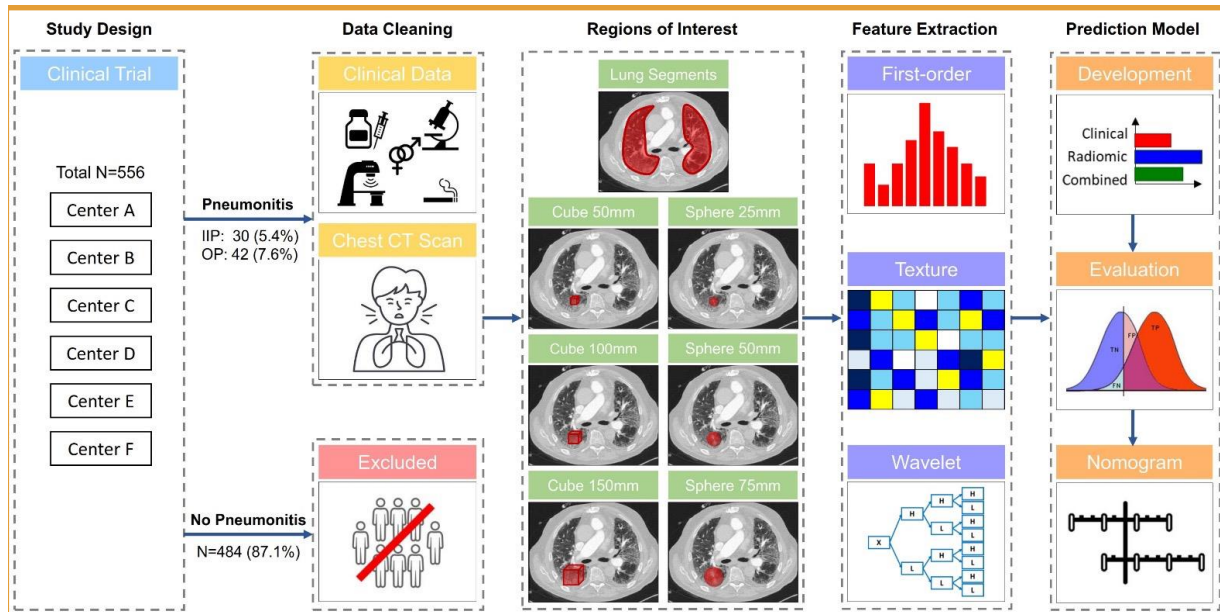 Study Design
Clinical Trial
Total N=556
Center A
Center B
Center C
Center D
Center E
Center F
Pneumonitis
IIP: 30 (5.4%)
OP: 42 (7.6%)
No Pneumonitis
N=484 (87.1%)
Data Cleaning
Clinical Data
Chest CT Scan
Excluded
Regions of Interest
Lung Segments
Cube 50mm
Sphere 25mm
Cube 100mm
Sphere 50mm
Cube 150mm
Sphere 75mm
Feature Extraction
First-order
Texture
Wavelet
X
H
L
H
L
H
L
H
L
H
L
H
L
H
L
Prediction Model
Development
Clinical
Radiomic
Combined
Evaluation
TN
FP
TP
FN
Nomogram